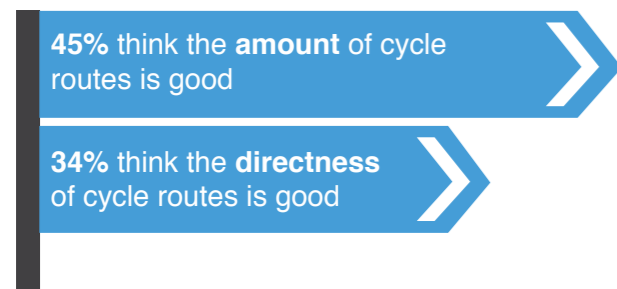 45% think the amount of cycle
routes is good
34% think the directness
of cycle routes is good